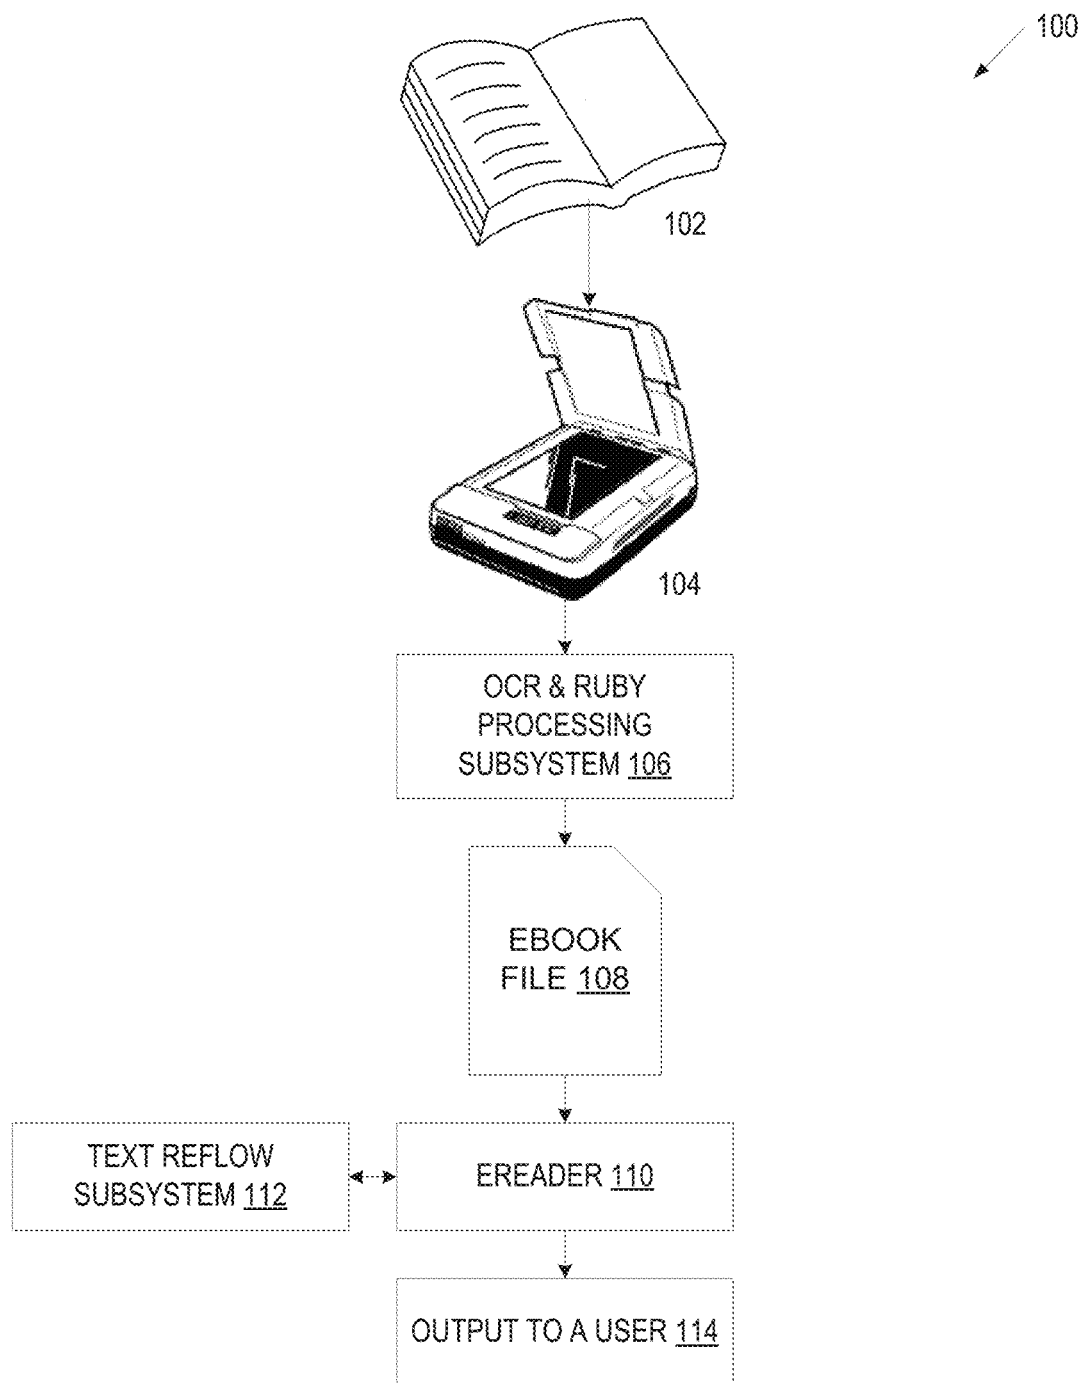 100
102
104
OCR & RUBY
PROCESSING
SUBSYSTEM 106
EBOOK
FILE 108
TEXT REFLOW
SUBSYSTEM 112
EREADER 110
OUTPUT TO A USER 114